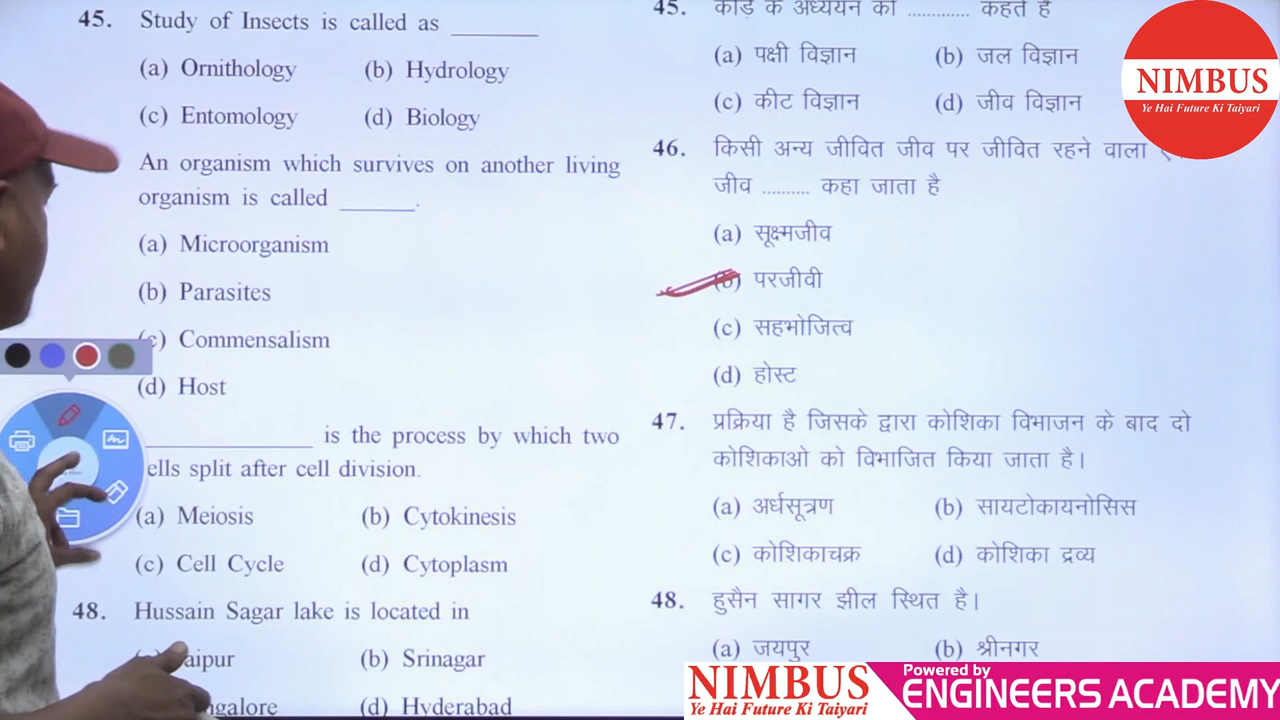 45. Study of Insects is called as ________
(a) Ornithology (b) Hydrology
(c) Entomology (d) Biology
An organism which survives on another living
organism is called _______.
(a) Microorganism
(b) Parasites
(c) Commensalism
(d) Host
______________ is the process by which two
ells split after cell division.
(a) Meiosis (b) Cytokinesis
(c) Cell Cycle (d) Cytoplasm
48. Hussain Sagar lake is located in
aipur (b) Srinagar
ngalore (d) Hyderabad
45. के अध्ययन को ............. कहते है
(a) पक्षी विज्ञान (b) जल विज्ञान
(c) कीट विज्ञान (d) जीव विज्ञान
46. किसी अन्य जीवित जीव पर जीवित रहने वाला
जीव .......... कहा जाता है
(a) सूक्ष्मजीव
(b) परजीवी
(c) सहभोजित्व
(d) होस्ट
47. प्रक्रिया है जिसके द्वारा कोशिका विभाजन के बाद दो
कोशिकाओ को विभाजित किया जाता है।
(a) अर्धसूत्रण (b) सायटोकायनोसिस
(c) कोशिकाचक्र (d) कोशिका द्रव्य
48. हुसैन सागर झील स्थित है।
(a) जयपुर (b) श्रीनगर
NIMBUS
Ye Hai Future Ki Taiyari
NIMBUS
Ye Hai Future Ki Taiyari
Powered by
ENGINEERS ACADEMY